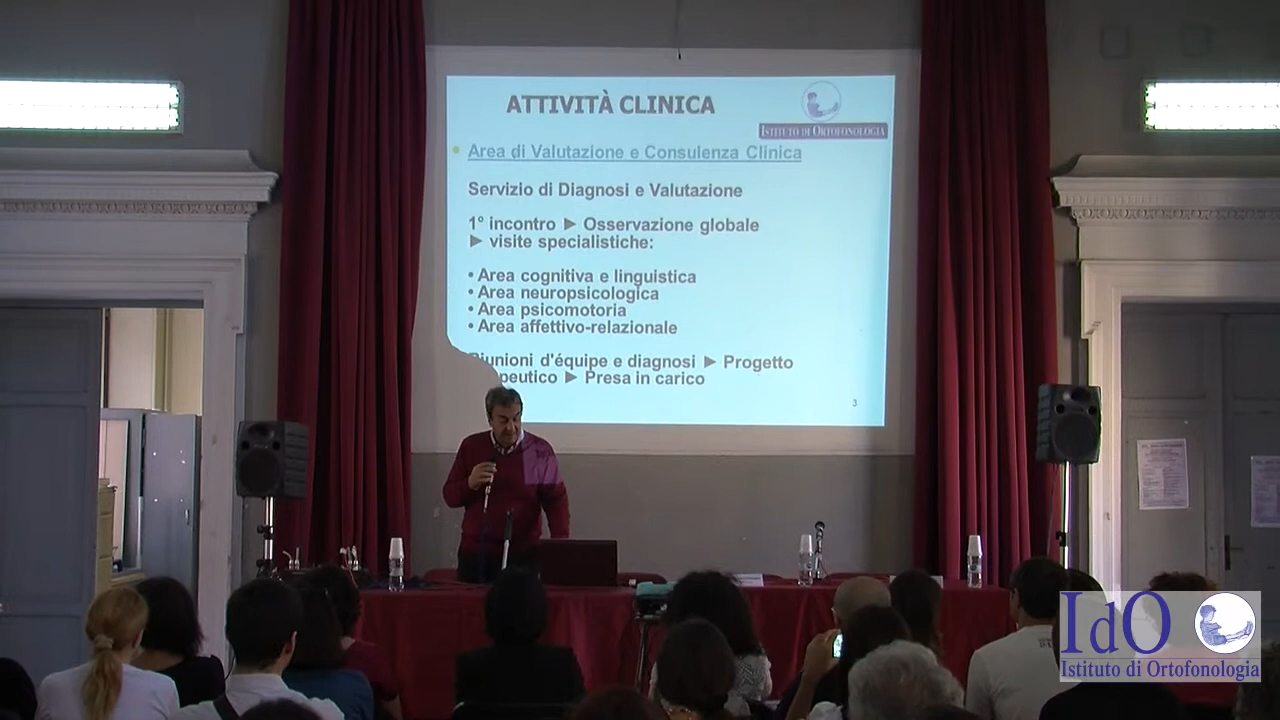 ATTIVITÀ CLINICA
ISTITUTO DI ORTOFONOLOGIA
Area di Valutazione e Consulenza Clinica
Servizio di Diagnosi e Valutazione
1° incontro ► Osservazione globale
► visite specialistiche:
• Area cognitiva e linguistica
• Area neuropsicologica
• Area psicomotoria
• Area affettivo-relazionale
iunioni d'équipe e diagnosi ► Progetto
peutico ► Presa in carico
3
IdO
Istituto di Ortofonologia